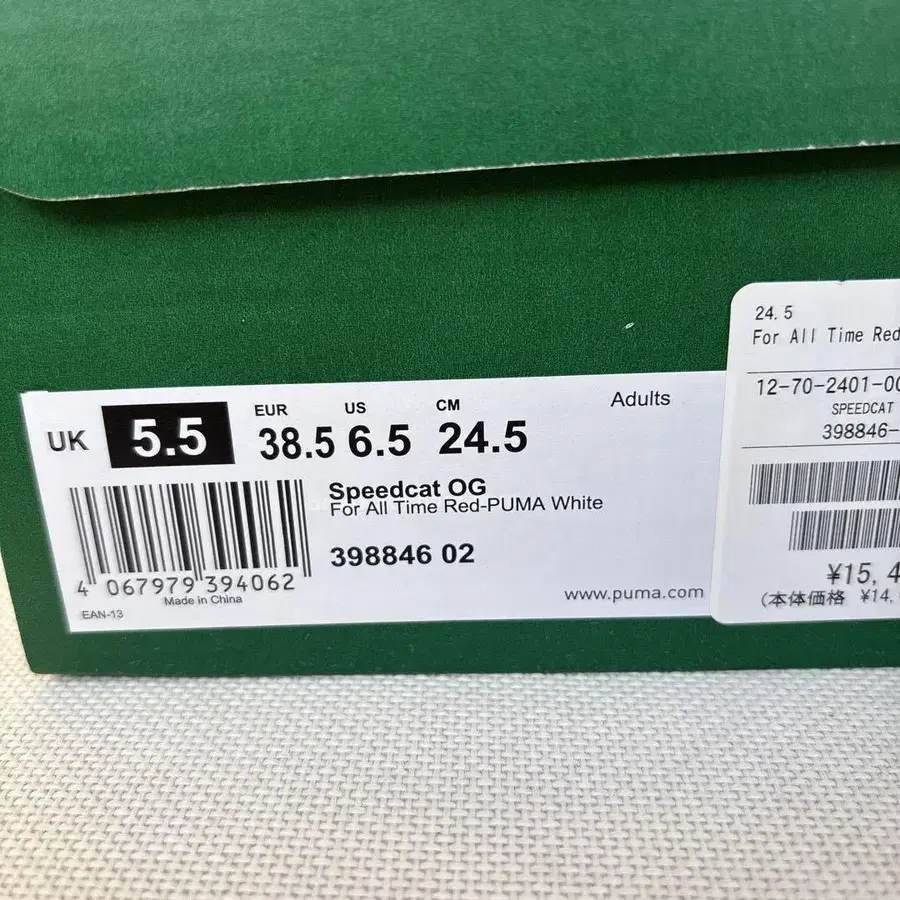 UK 5.5 EUR 38.5 US 6.5 CM 24.5 Adults
Speedcat OG
For All Time Red-PUMA White
398846 02
4 067979 394062
Made in China
EAN-13
www.puma.com
24.5
For All Time Red
12-70-2401-00
SPEEDCAT
398846-
¥15,4
(本体価格 ¥14,